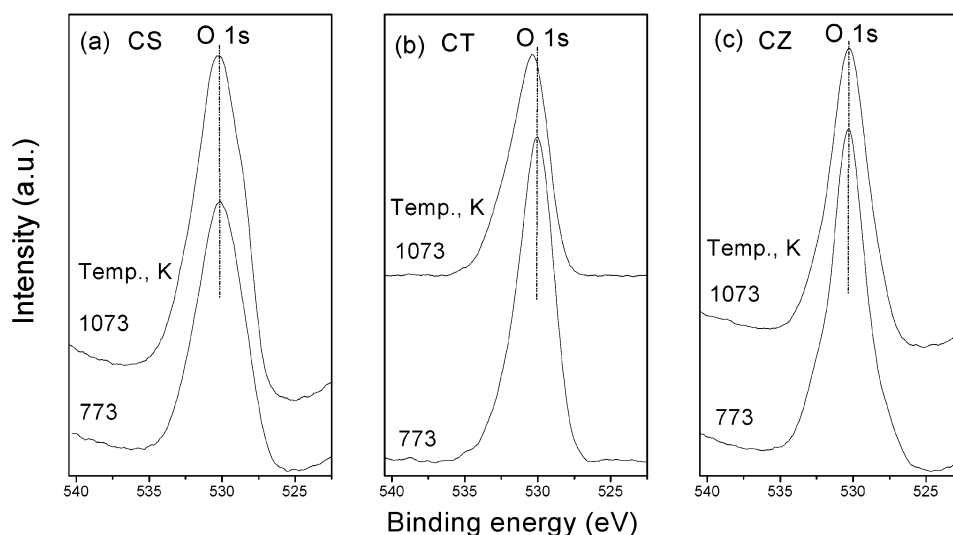 (a) CS
O 1s
(b) CT
O 1s
(c) CZ
O 1s
Intensity (a.u.)
Temp., K
1073
773
Temp., K
1073
773
Temp., K
1073
773
540 535 530 525
540 535 530 525
540 535 530 525
Binding energy (eV)